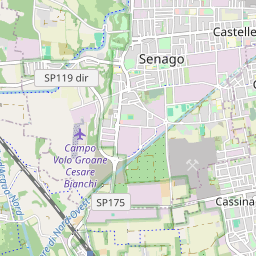 Castelle
Senago
SP119 dir
Campo
Volo Groane
Cesare
Bianchi
SP175
Cassina